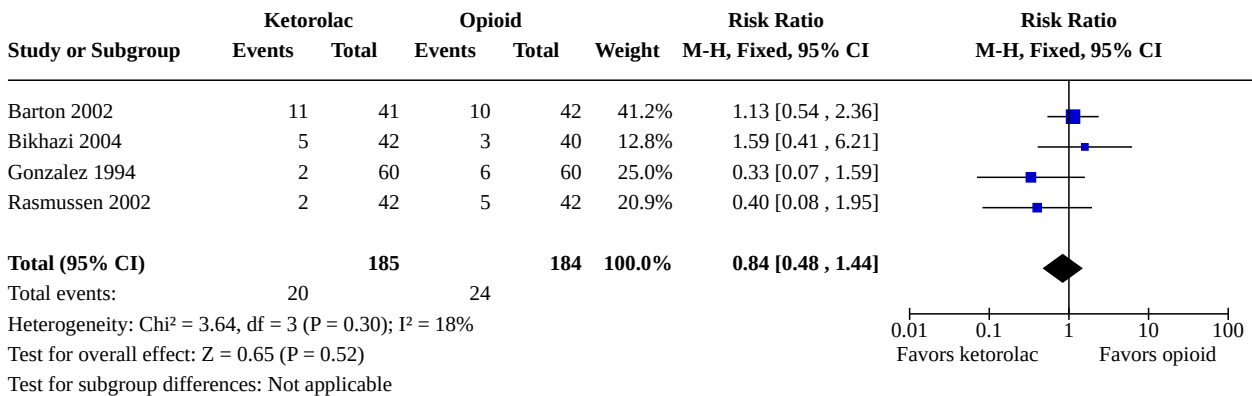 Ketorolac Opioid Risk Ratio Risk Ratio
Study or Subgroup Events Total Events Total Weight M-H, Fixed, 95% CI M-H, Fixed, 95% CI
Barton 2002 11 41 10 42 41.2% 1.13 [0.54 , 2.36]
Bikhazi 2004 5 42 3 40 12.8% 1.59 [0.41 , 6.21]
Gonzalez 1994 2 60 6 60 25.0% 0.33 [0.07 , 1.59]
Rasmussen 2002 2 42 5 42 20.9% 0.40 [0.08 , 1.95]
Total (95% CI) 185 184 100.0% 0.84 [0.48 , 1.44]
Total events: 20 24
Heterogeneity: Chi² = 3.64, df = 3 (P = 0.30); I² = 18%
Test for overall effect: Z = 0.65 (P = 0.52)
Test for subgroup differences: Not applicable
0.01 0.1 1 10 100
Favors ketorolac Favors opioid